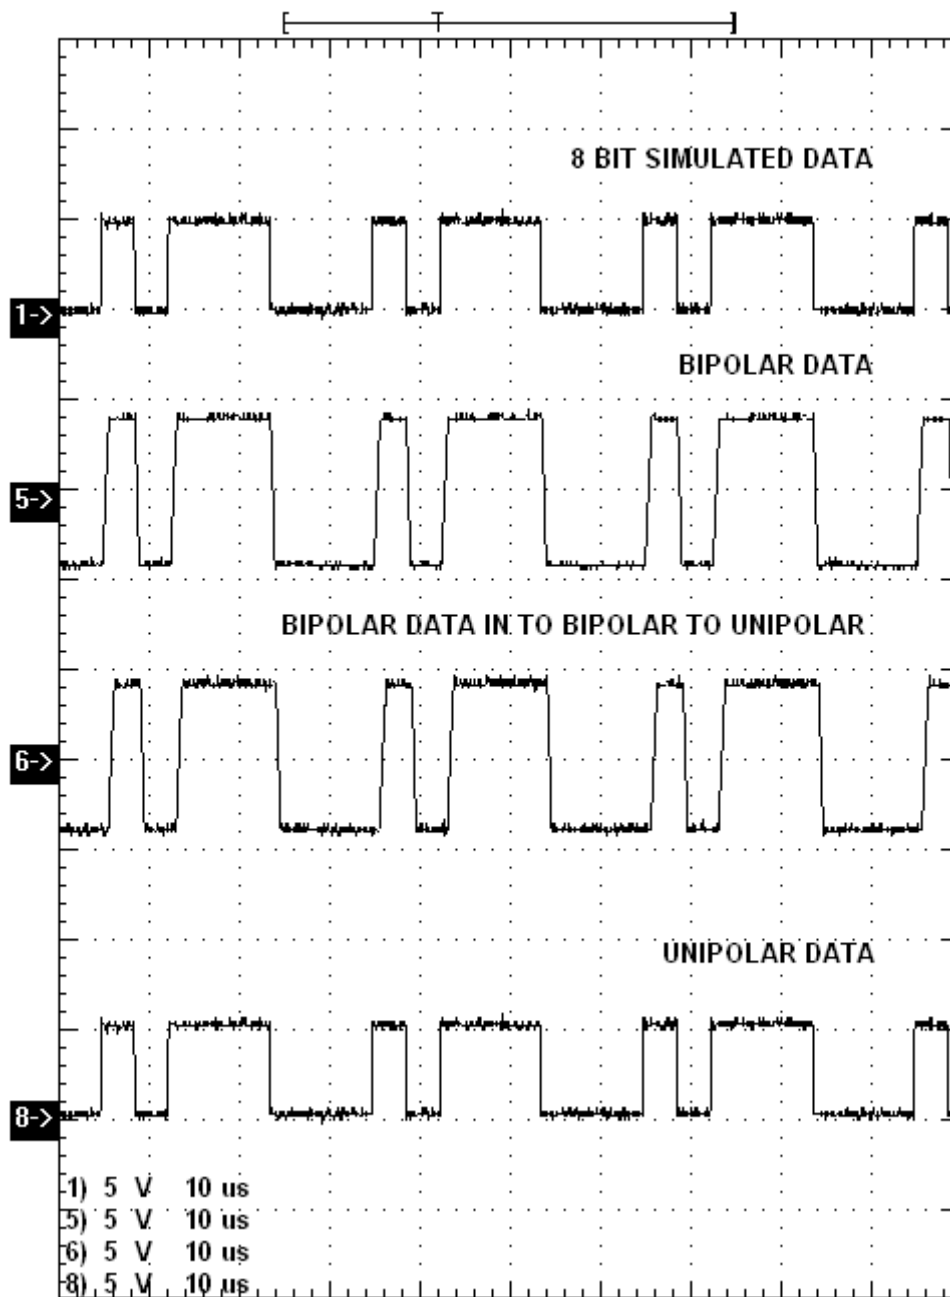 8 BIT SIMULATED DATA
1->
BIPOLAR DATA
5->
BIPOLAR DATA IN TO BIPOLAR TO UNIPOLAR
6->
UNIPOLAR DATA
8->
1) 5 V 10 us
5) 5 V 10 us
6) 5 V 10 us
8) 5 V 10 us